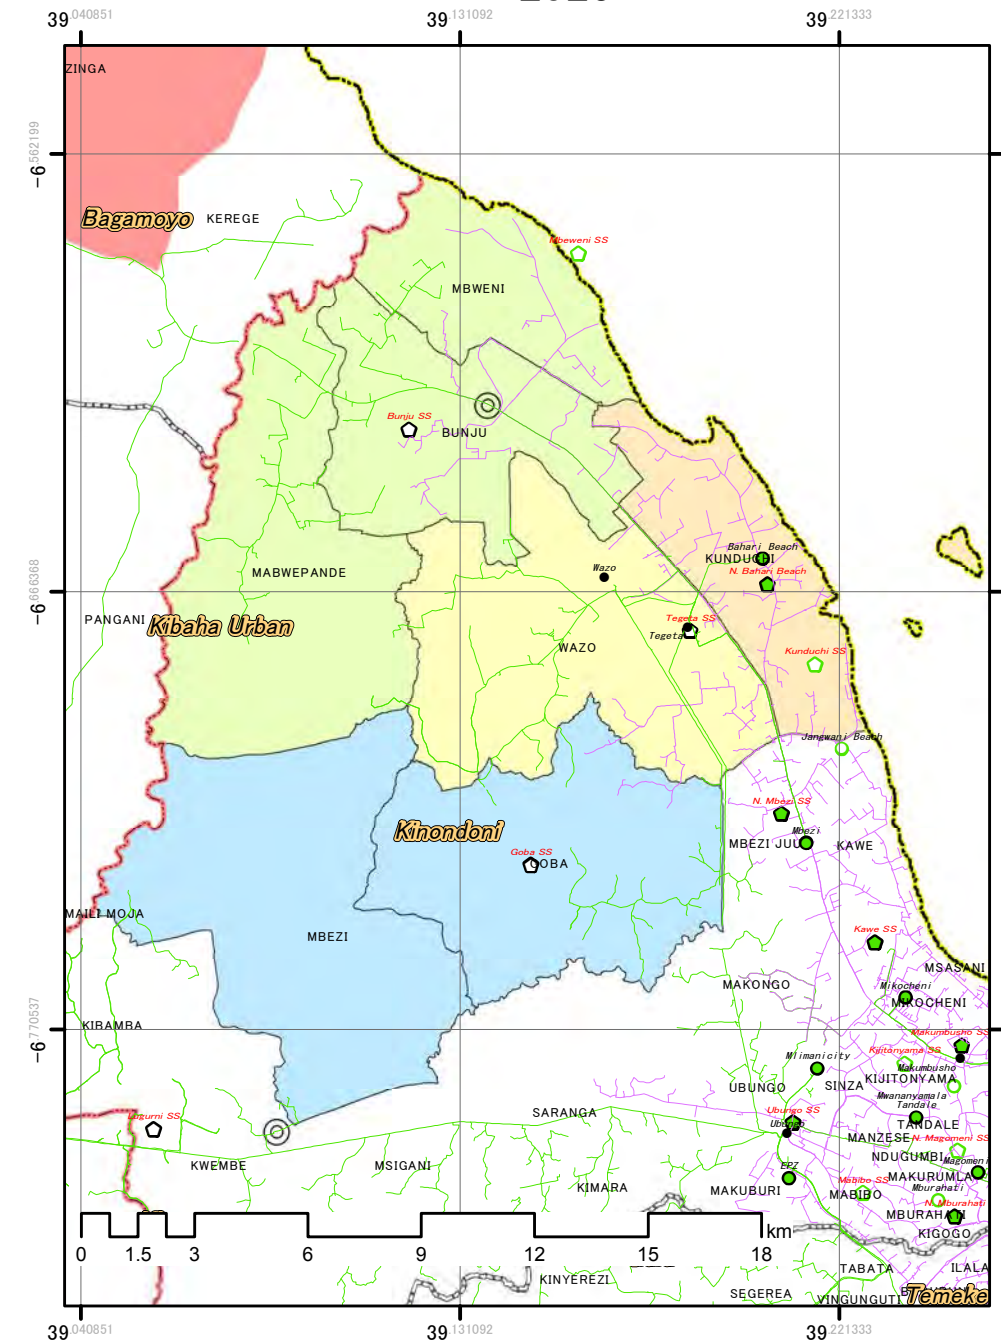 39.040851
39.131092
39.221333
ZINGA
-6.562199
Bagamoyo
KEREGE
Mbeweni SS
MBWENI
Bunju SS
BUNJU
Bahari Beach
KUNDUCHI
Wazo
MABWEPANDE
N. Bahari Beach
-6.666368
PANGANI
Kibaha Urban
Tegeta SS
Tegeta
WAZO
Kunduchi SS
Jangwani Beach
N. Mbezi SS
Kinondoni
Mbezi
MBEZI JUU
KAWE
Goba SS
GOBA
MAILI MOJA
Kawe SS
MBEZI
MSASANI
MAKONGO
Mikocheni
MIKOCHENI
-6.770537
KIBAMBA
Makumbusho SS
Kijitonyama SS
Mlimanicity
Makumbusho
KIJITONYAMA
UBUNGO
SINZA
Mwananyamala
Tandale
Lugurni SS
SARANGA
Ubungo SS
Ubungo
TANDALE
MANZESE
N. Magomeni SS
NDUGUMBI
Magomeni
KWEMBE
MSIGANI
EPZ
MAKURUMLA
Mabibo SS
KIMARA
MAKUBURI
MABIBO
Mburahati
N. Mburahati
MBURAHATI
KIGOGO
km
0 1.5 3 6 9 12 15 18
TABATA
ILALA
KINYEREZI
SEGEREA
VINGUNGUTI
Temeke
39.040851
39.131092
39.221333